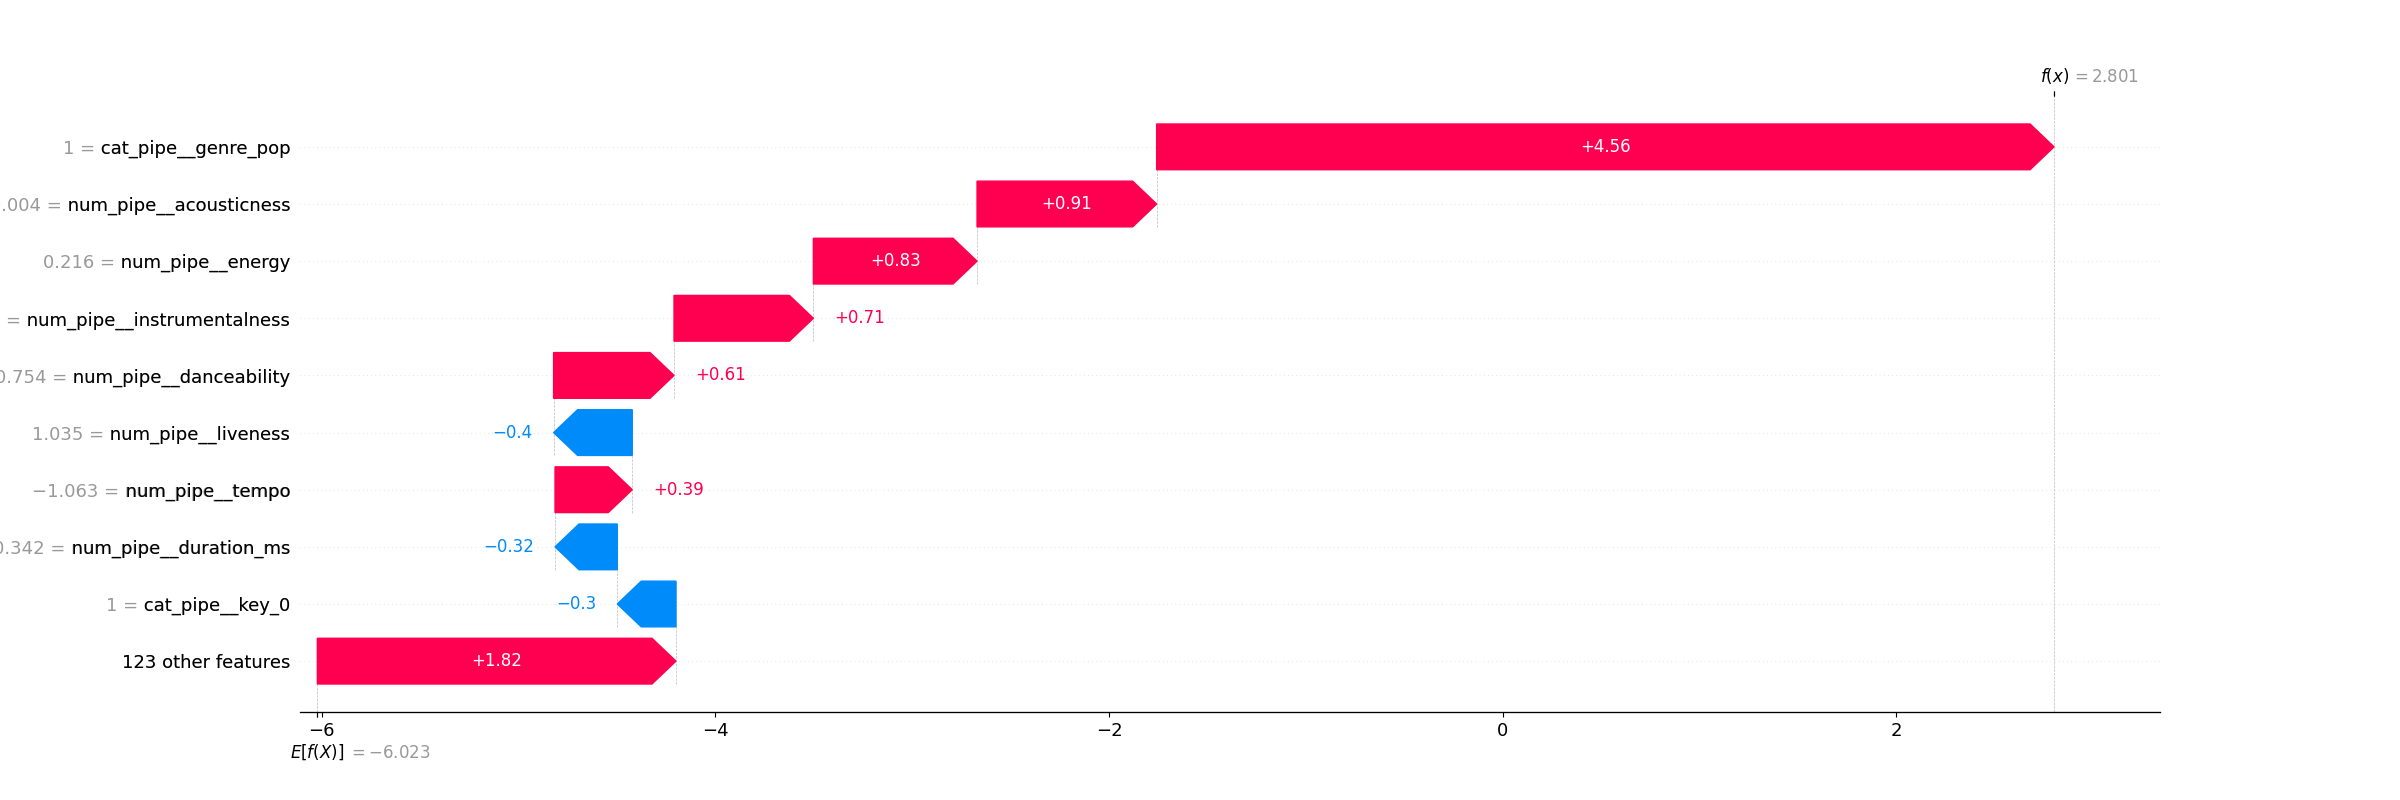 f(x) = 2.801
1 = cat_pipe__genre_pop
+4.56
.004 = num_pipe__acousticness
+0.91
0.216 = num_pipe__energy
+0.83
= num_pipe__instrumentalness
+0.71
0.754 = num_pipe__danceability
+0.61
1.035 = num_pipe__liveness
−0.4
−1.063 = num_pipe__tempo
+0.39
0.342 = num_pipe__duration_ms
−0.32
1 = cat_pipe__key_0
−0.3
123 other features
+1.82
−6 −4 −2 0 2
E[f(X)] = −6.023